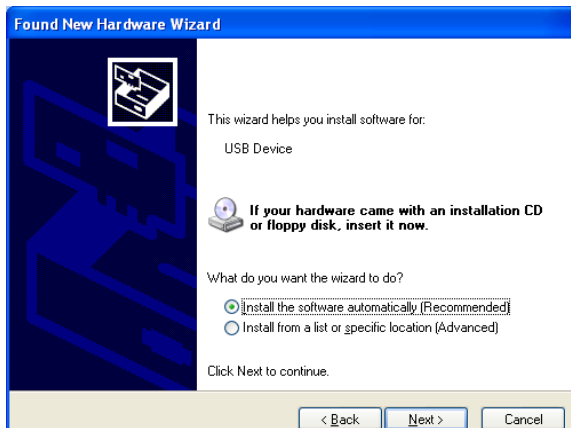 Found New Hardware Wizard
This wizard helps you install software for:
USB Device
If your hardware came with an installation CD
or floppy disk, insert it now.
What do you want the wizard to do?
Install the software automatically (Recommended)
Install from a list or specific location (Advanced)
Click Next to continue.
< Back Next > Cancel